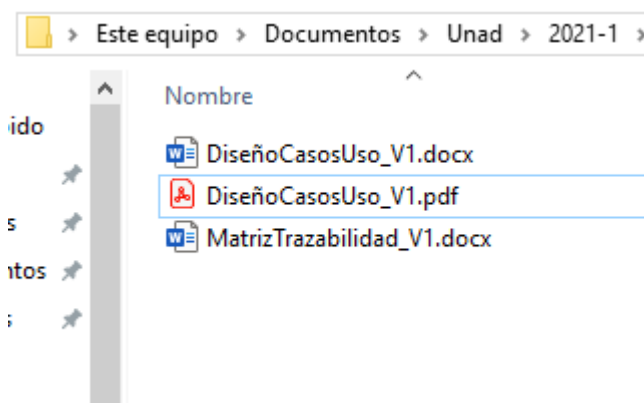 Este equipo > Documentos > Unad > 2021-1 >
Nombre
ido
DiseñoCasosUso_V1.docx
DiseñoCasosUso_V1.pdf
s
MatrizTrazabilidad_V1.docx
ntos
s